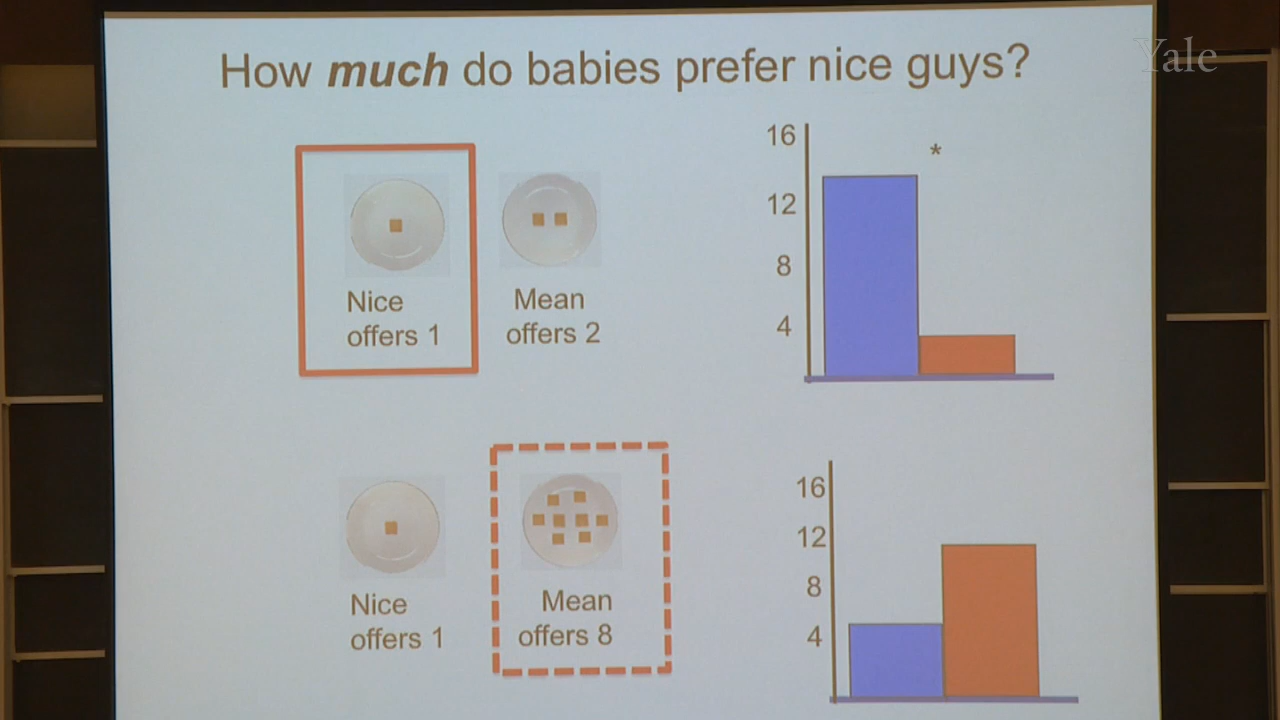 How much do babies prefer nice guys?
Yale
Nice
offers 1
Mean
offers 2
16
*
12
8
4
Nice
offers 1
Mean
offers 8
16
12
8
4